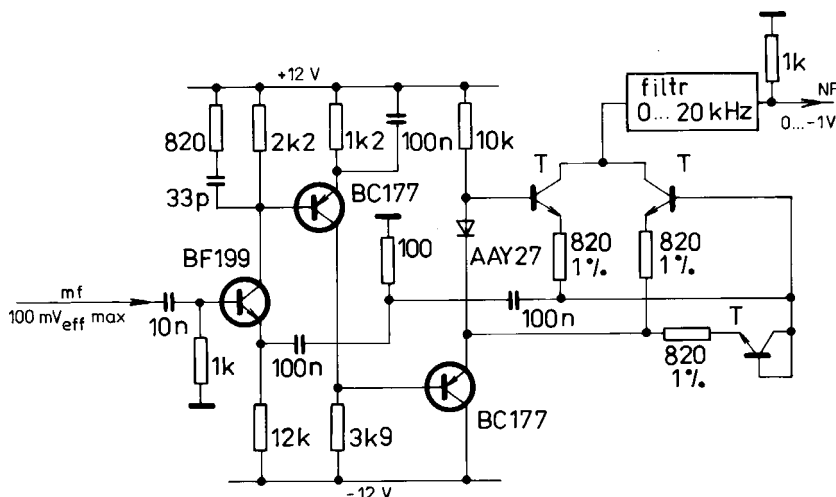 1k
filtr
0...20 kHz
NF
0...-1V
+12 V
820
2k2
1k2
100n
10k
33p
BC177
T
T
100
AAY27
820
1%
820
1%
BF199
mf
100 mVeff max
10n
1k
100n
100n
T
820
1%
BC177
12k
3k9
-12 V